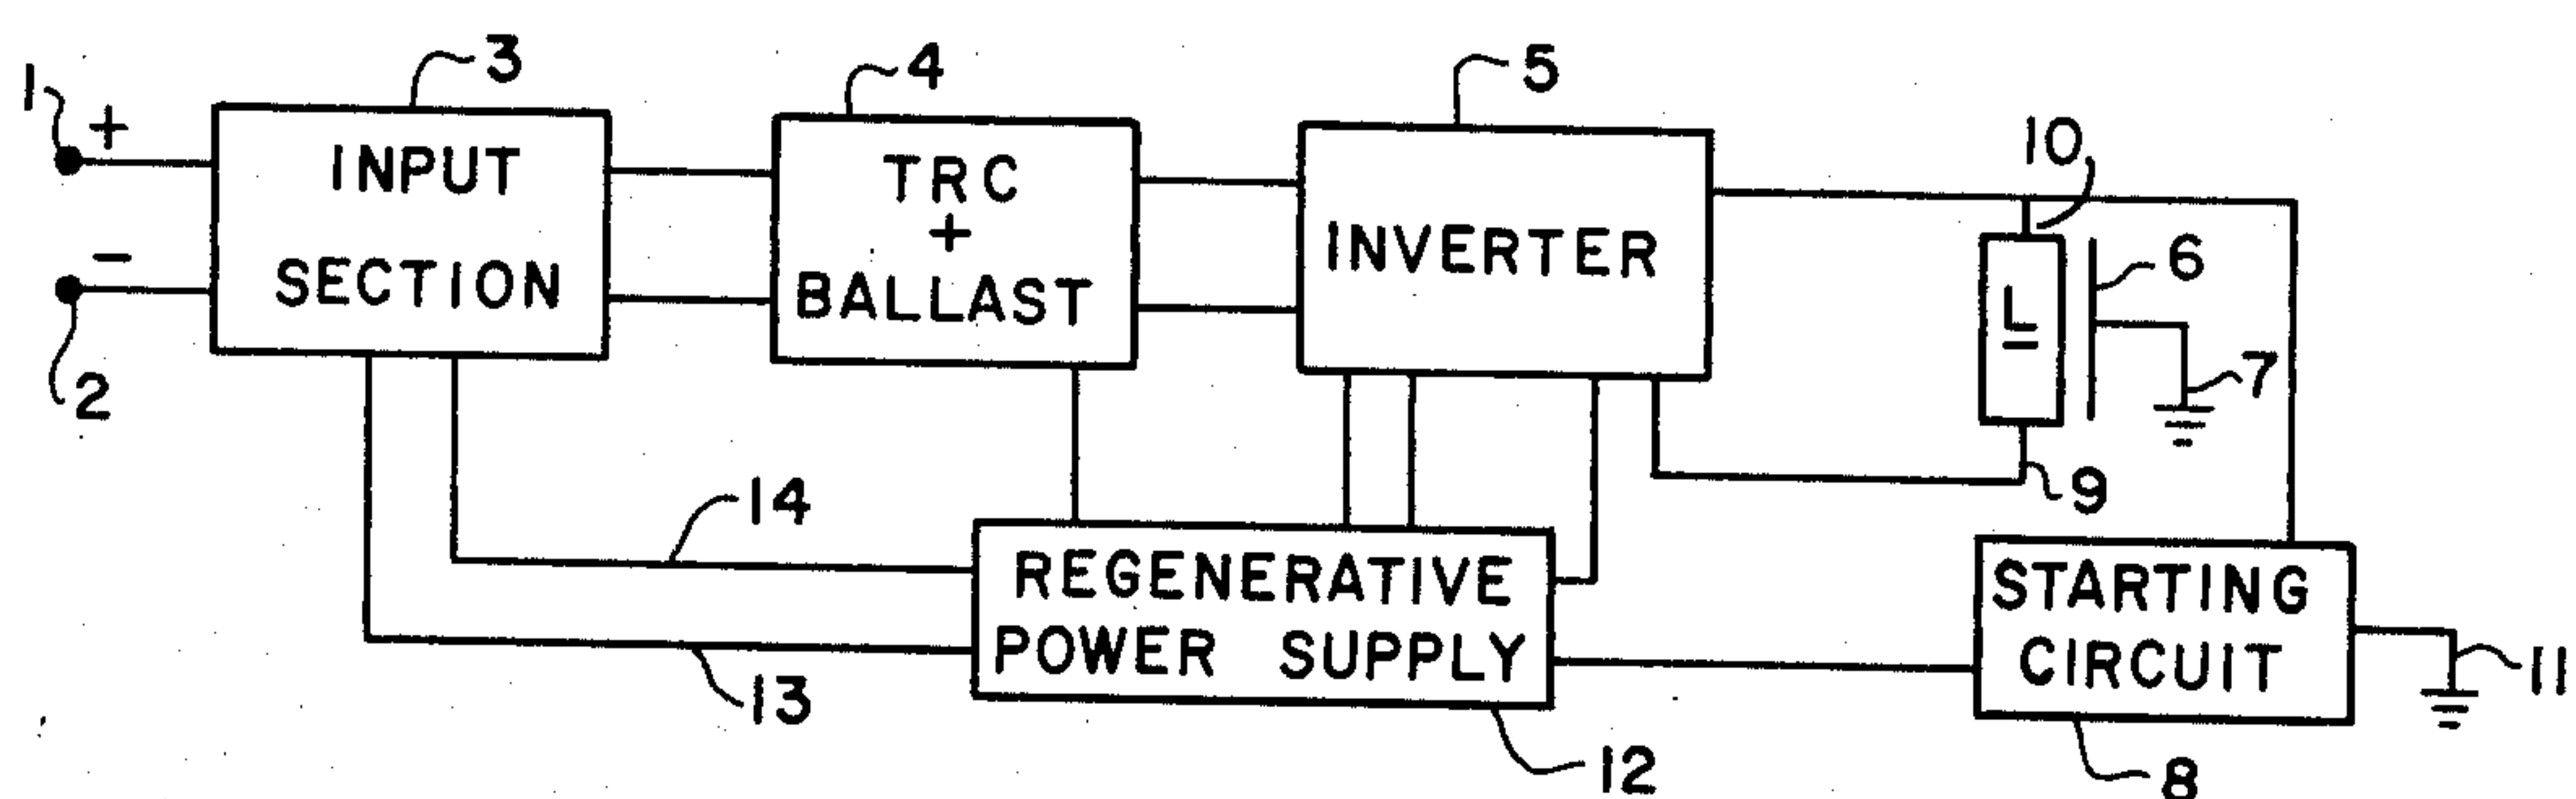 1
+
3
4
5
INPUT
SECTION
TRC
+
BALLAST
INVERTER
10
-
2
L
6
7
9
14
13
REGENERATIVE
POWER SUPPLY
12
STARTING
CIRCUIT
11
8